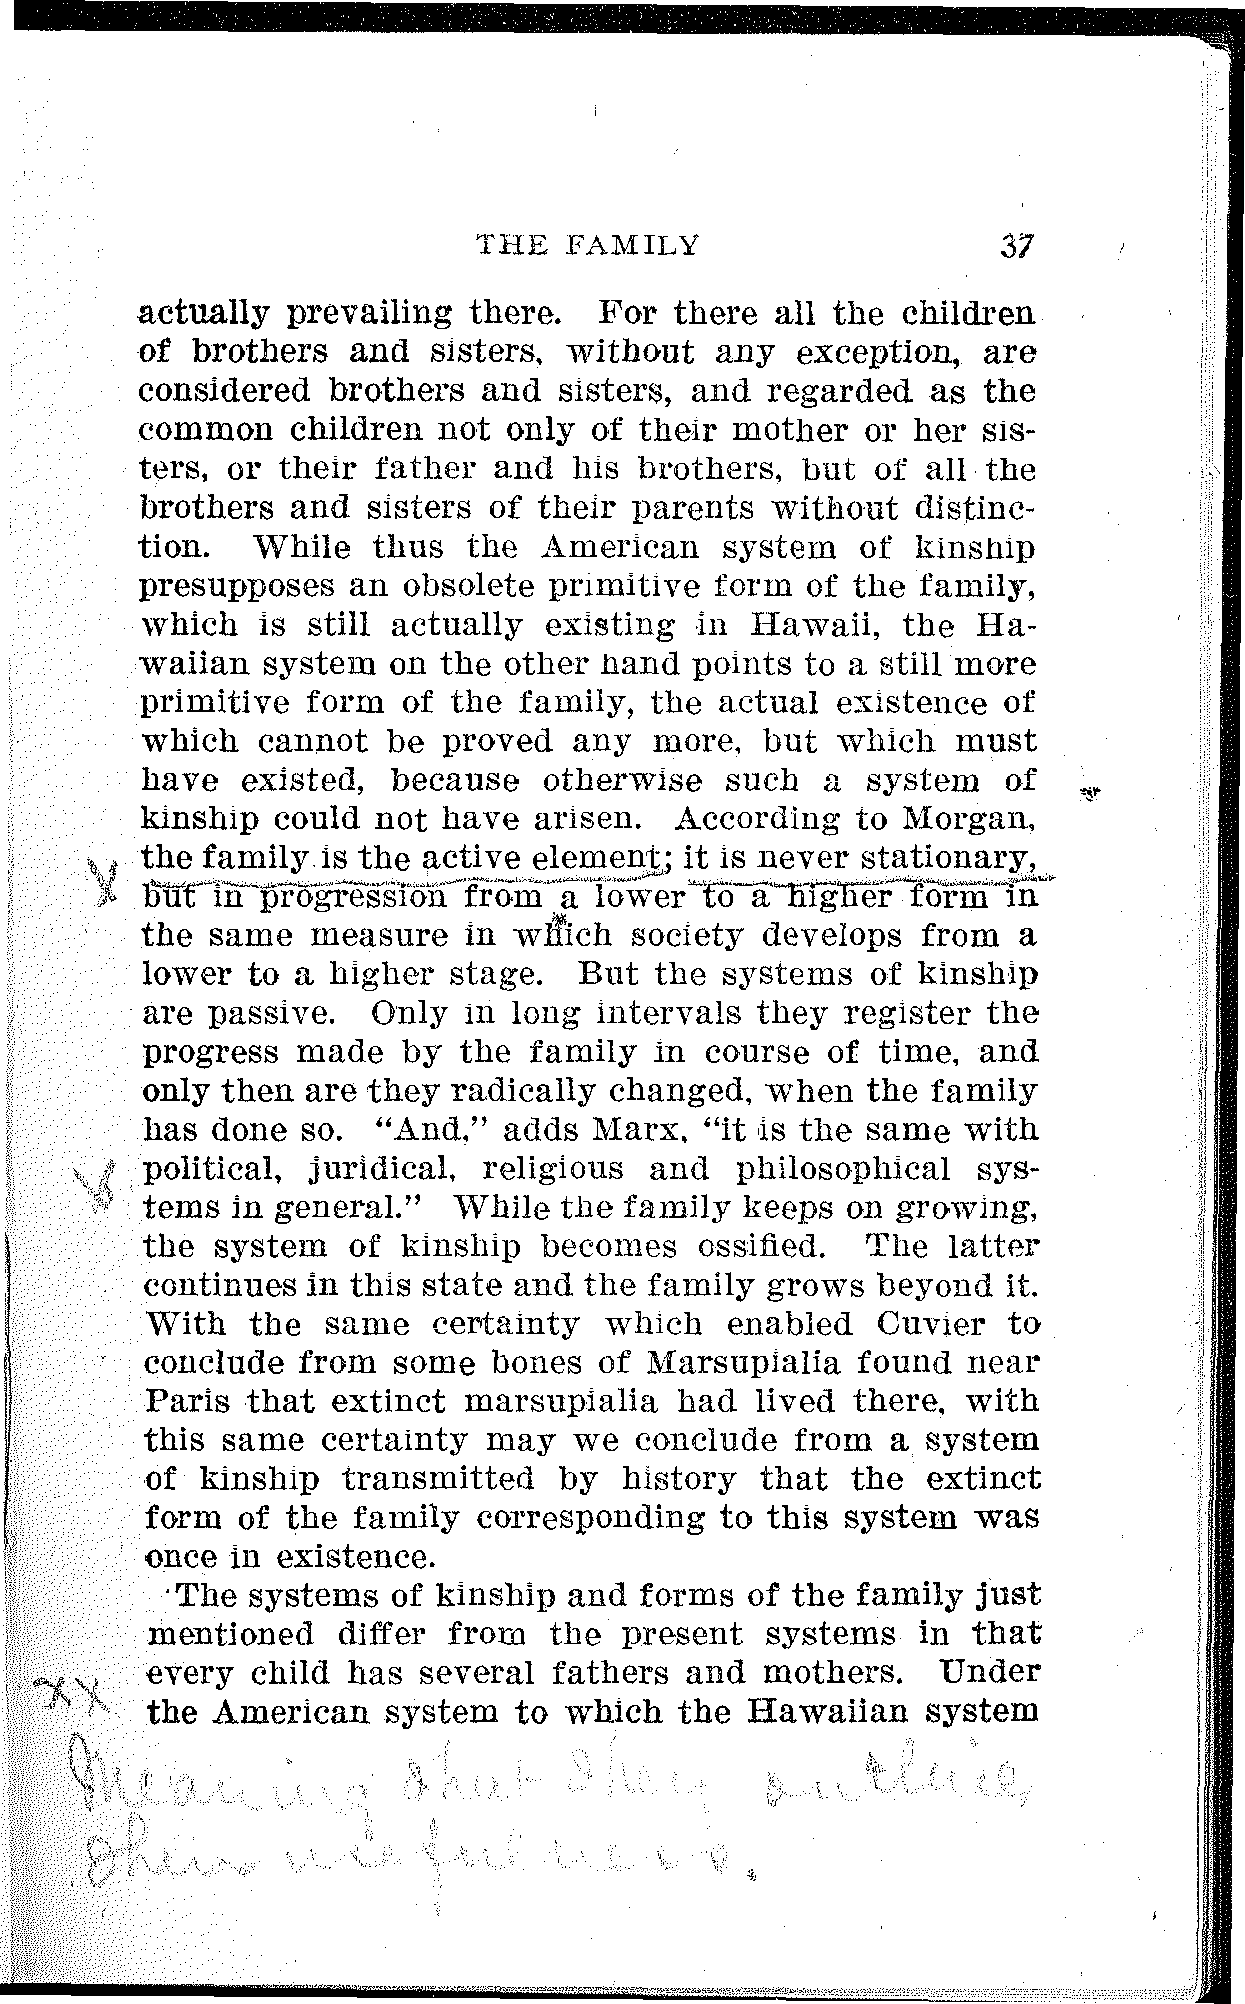 THE FAMILY 37
actually prevailing there. For there all the children
of brothers and sisters, without any exception, are
considered brothers and sisters, and regarded as the
common children not only of their mother or her sis-
ters, or their father and his brothers, but of all the
brothers and sisters of their parents without distinc-
tion. While thus the American system of kinship
presupposes an obsolete primitive form of the family,
which is still actually existing in Hawaii, the Ha-
waiian system on the other hand points to a still more
primitive form of the family, the actual existence of
which cannot be proved any more, but which must
have existed, because otherwise such a system of
kinship could not have arisen. According to Morgan,
the family is the active element; it is never stationary,
but in progression from a lower to a higher form in
the same measure in which society develops from a
lower to a higher stage. But the systems of kinship
are passive. Only in long intervals they register the
progress made by the family in course of time, and
only then are they radically changed, when the family
has done so. “And,” adds Marx, “it is the same with
political, juridical, religious and philosophical sys-
tems in general.” While the family keeps on growing,
the system of kinship becomes ossified. The latter
continues in this state and the family grows beyond it.
With the same certainty which enabled Cuvier to
conclude from some bones of Marsupialia found near
Paris that extinct marsupialia had lived there, with
this same certainty may we conclude from a system
of kinship transmitted by history that the extinct
form of the family corresponding to this system was
once in existence.
The systems of kinship and forms of the family just
mentioned differ from the present systems in that
every child has several fathers and mothers. Under
xx the American system to which the Hawaiian system
Meaning that they outlive
their usefulness.